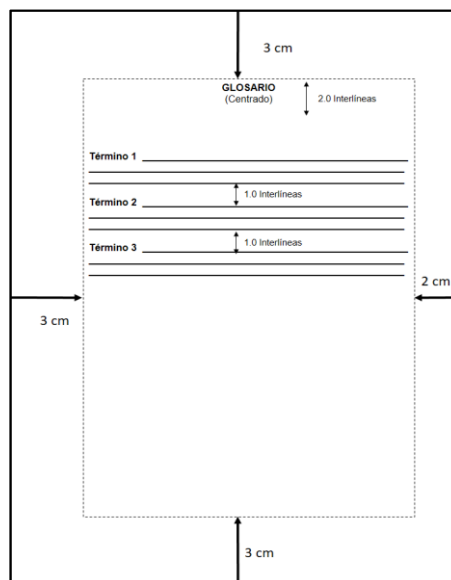 3 cm
GLOSARIO
(Centrado)
2.0 Interlíneas
Término 1
1.0 Interlíneas
Término 2
1.0 Interlíneas
Término 3
2 cm
3 cm
3 cm